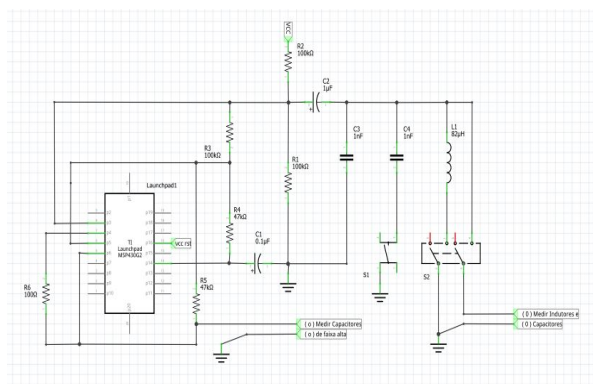 VCC
R2
100kΩ
C2
1µF
+
R3
100kΩ
R1
100kΩ
C3
1nF
C4
1nF
L1
82µH
Launchpad1
R4
47kΩ
TI
Launchpad
MSP430G2
vcc rst
C1
0.1µF
+
R5
47kΩ
R6
100Ω
S1
S2
( o ) Medir Capacitores
( o ) de faixa alta
( 0 ) Medir Indutores e
( 0 ) Capacitores